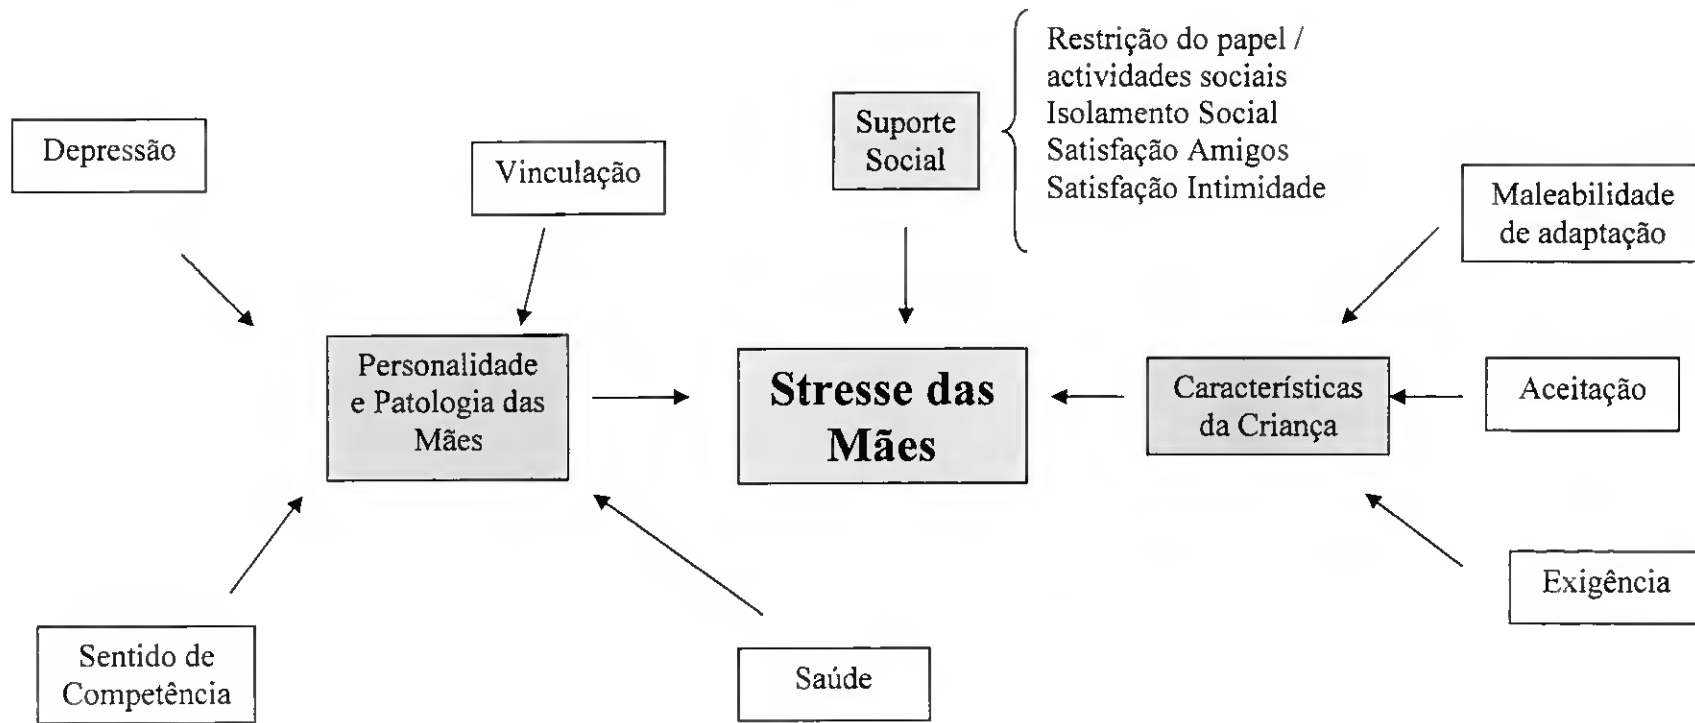 Restrição do papel /
actividades sociais
Isolamento Social
Satisfação Amigos
Satisfação Intimidade
Suporte
Social
Depressão
Vinculação
Maleabilidade
de adaptação
Personalidade
e Patologia das
Mães
Stresse das
Mães
Características
da Criança
Aceitação
Exigência
Sentido de
Competência
Saúde